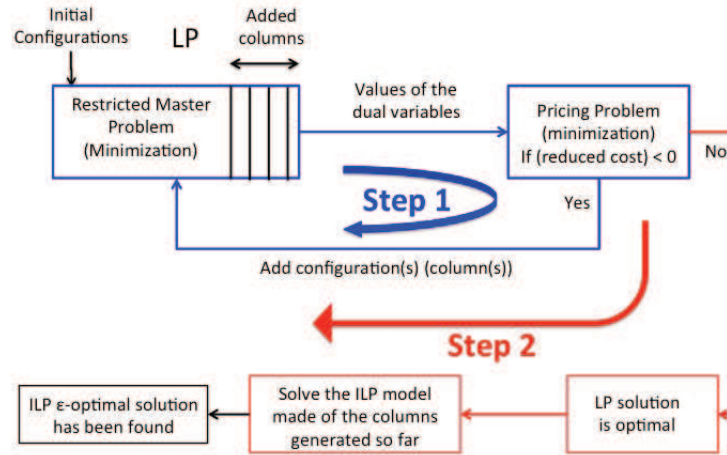 Initial
Configurations
LP
Added
columns
Restricted Master
Problem
(Minimization)
Values of the
dual variables
Pricing Problem
(minimization)
If (reduced cost) < 0
No
Step 1
Yes
Add configuration(s) (column(s))
Step 2
ILP ε-optimal solution
has been found
Solve the ILP model
made of the columns
generated so far
LP solution
is optimal